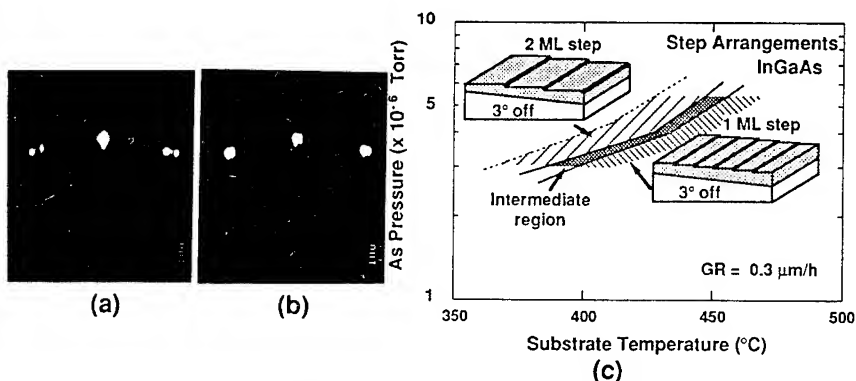 (a)
(b)
As Pressure (x 10-6 Torr)
10
5
1
2 ML step
3° off
Step Arrangements
InGaAs
1 ML step
3° off
Intermediate
region
GR = 0.3 μm/h
350
400
450
500
Substrate Temperature (°C)
(c)